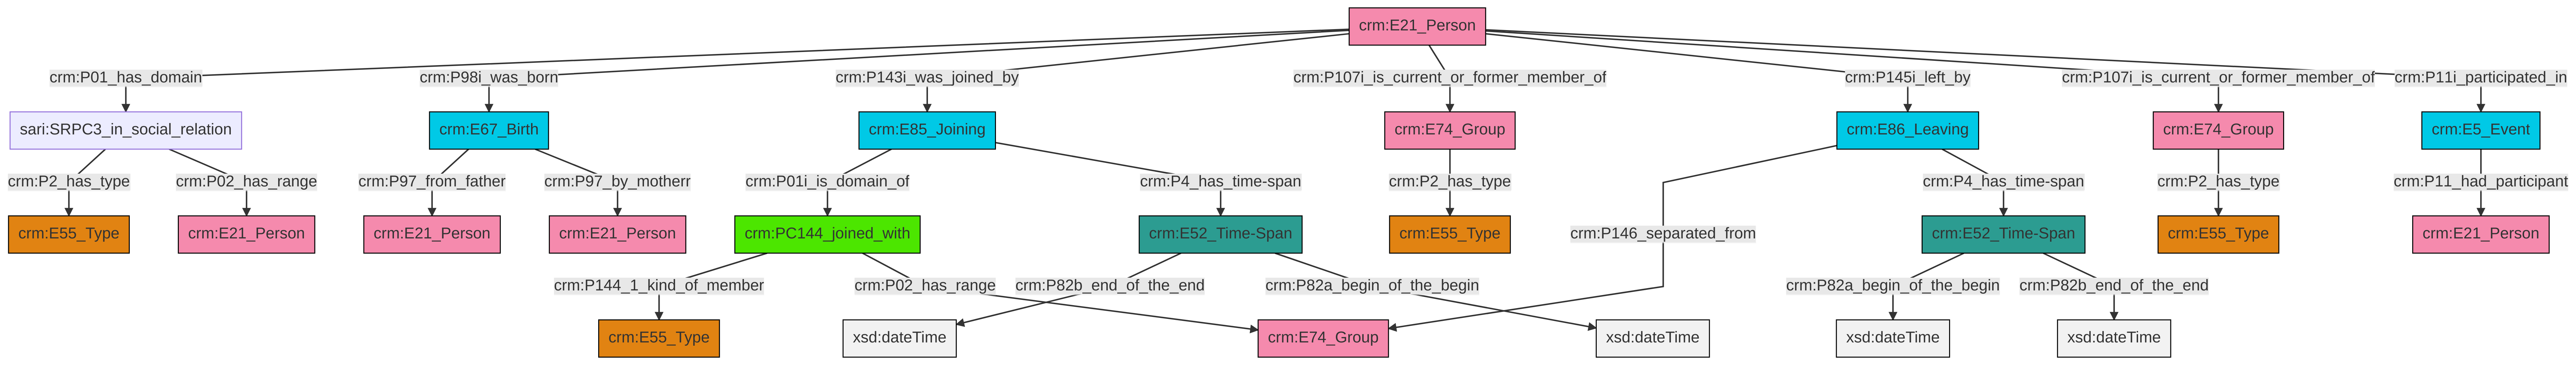 crm:E21_Person
crm:P01_has_domain
crm:P98i_was_born
crm:P143i_was_joined_by
crm:P107i_is_current_or_former_member_of
crm:P145i_left_by
crm:P107i_is_current_or_former_member_of
crm:P11i_participated_in
sari:SRPC3_in_social_relation
crm:E67_Birth
crm:E85_Joining
crm:E74_Group
crm:E86_Leaving
crm:E74_Group
crm:E5_Event
crm:P2_has_type
crm:P02_has_range
crm:P97_from_father
crm:P97_by_motherr
crm:P01i_is_domain_of
crm:P4_has_time-span
crm:P2_has_type
crm:P4_has_time-span
crm:P2_has_type
crm:P11_had_participant
crm:E55_Type
crm:E21_Person
crm:E21_Person
crm:E21_Person
crm:PC144_joined_with
crm:E52_Time-Span
crm:E55_Type
crm:P146_separated_from
crm:E52_Time-Span
crm:E55_Type
crm:E21_Person
crm:P144_1_kind_of_member
crm:P02_has_range
crm:P82b_end_of_the_end
crm:P82a_begin_of_the_begin
crm:P82a_begin_of_the_begin
crm:P82b_end_of_the_end
crm:E55_Type
xsd:dateTime
crm:E74_Group
xsd:dateTime
xsd:dateTime
xsd:dateTime